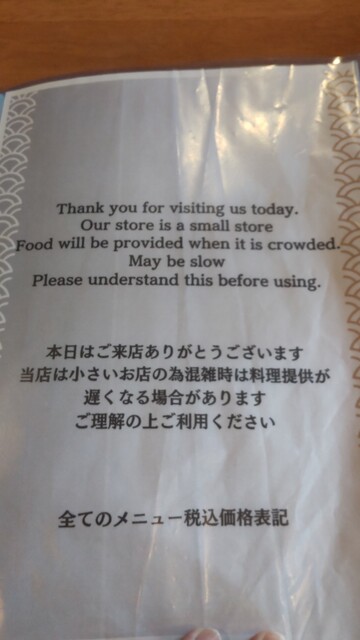 Thank you for visiting us today.
Our store is a small store
Food will be provided when it is crowded.
May be slow
Please understand this before using.
本日はご来店ありがとうございます
当店は小さいお店の為混雑時は料理提供が
遅くなる場合があります
ご理解の上ご利用ください
全てのメニュー税込価格表記